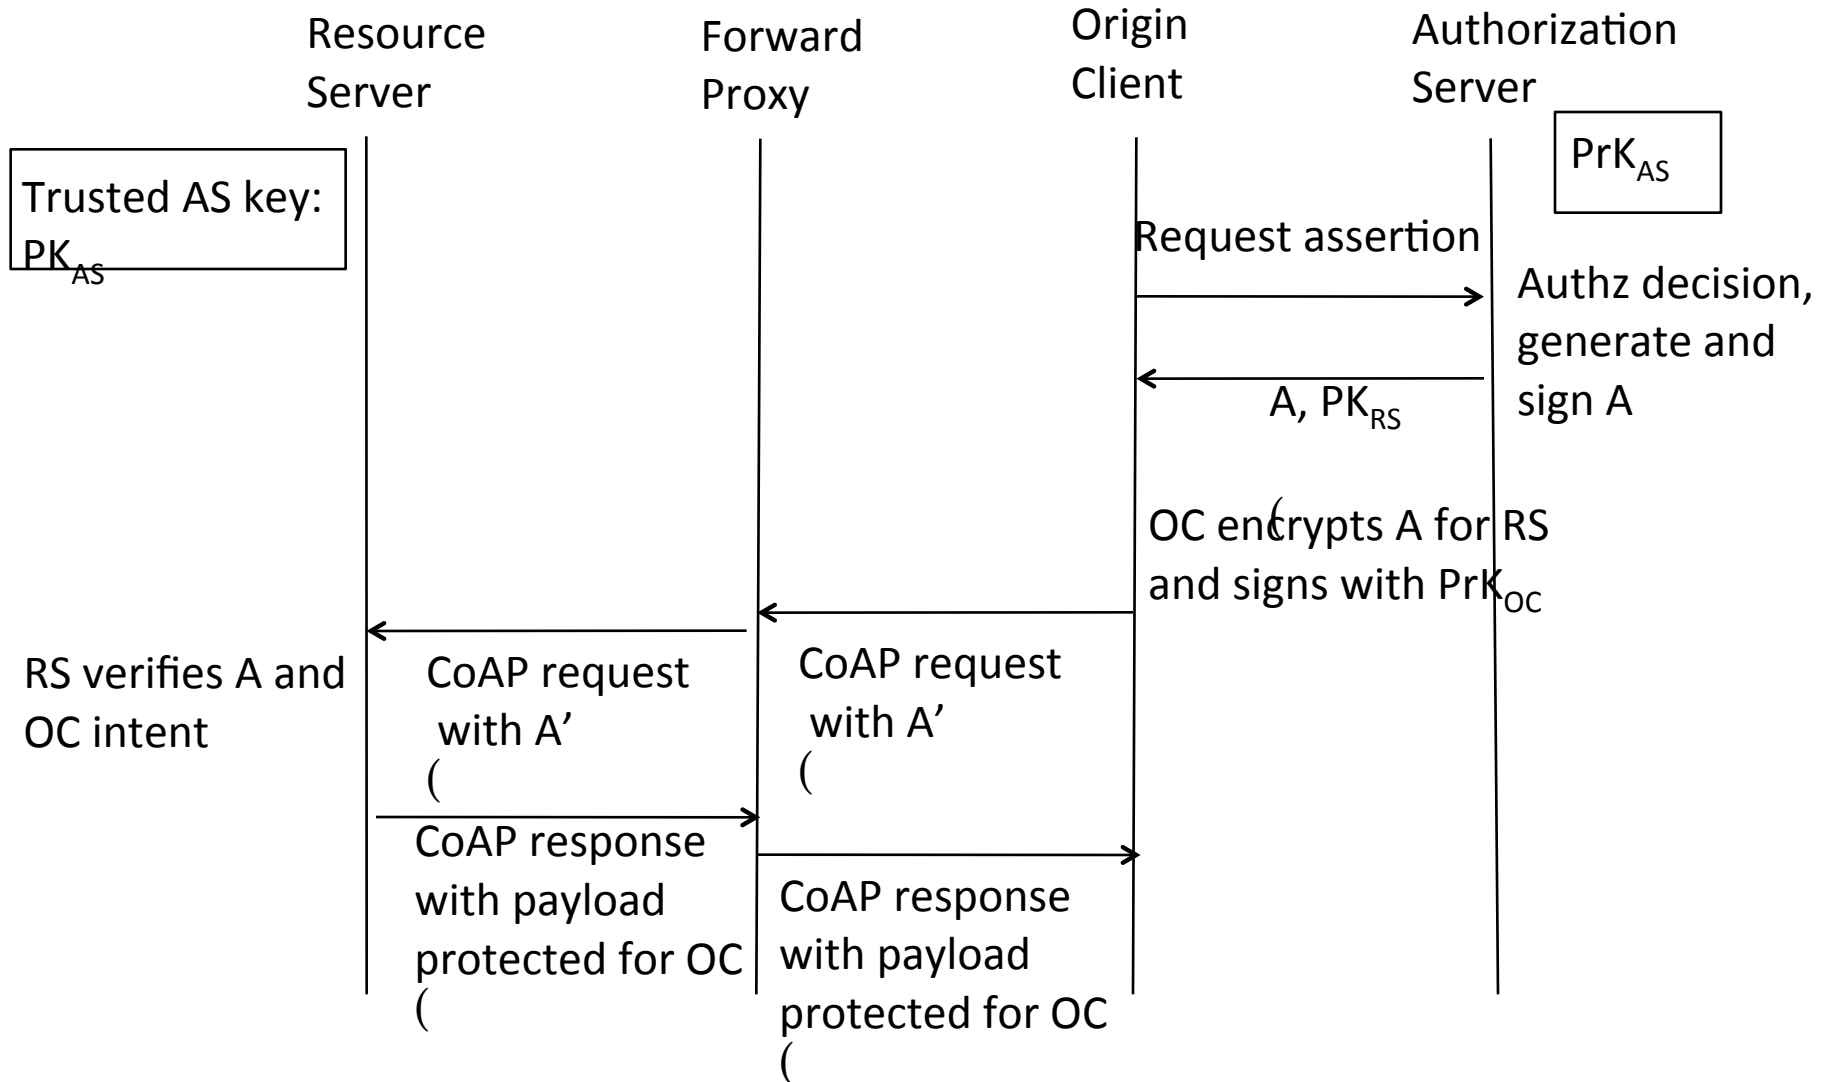 Resource
Server
Forward
Proxy
Origin
Client
Authorization
Server
Trusted AS key:
PK_AS
PrK_AS
Request assertion
Authz decision,
generate and
sign A
A, PK_RS
(
OC encrypts A for RS
and signs with PrK_OC
RS verifies A and
OC intent
CoAP request
with A’
(
CoAP request
with A’
(
CoAP response
with payload
protected for OC
(
CoAP response
with payload
protected for OC
(